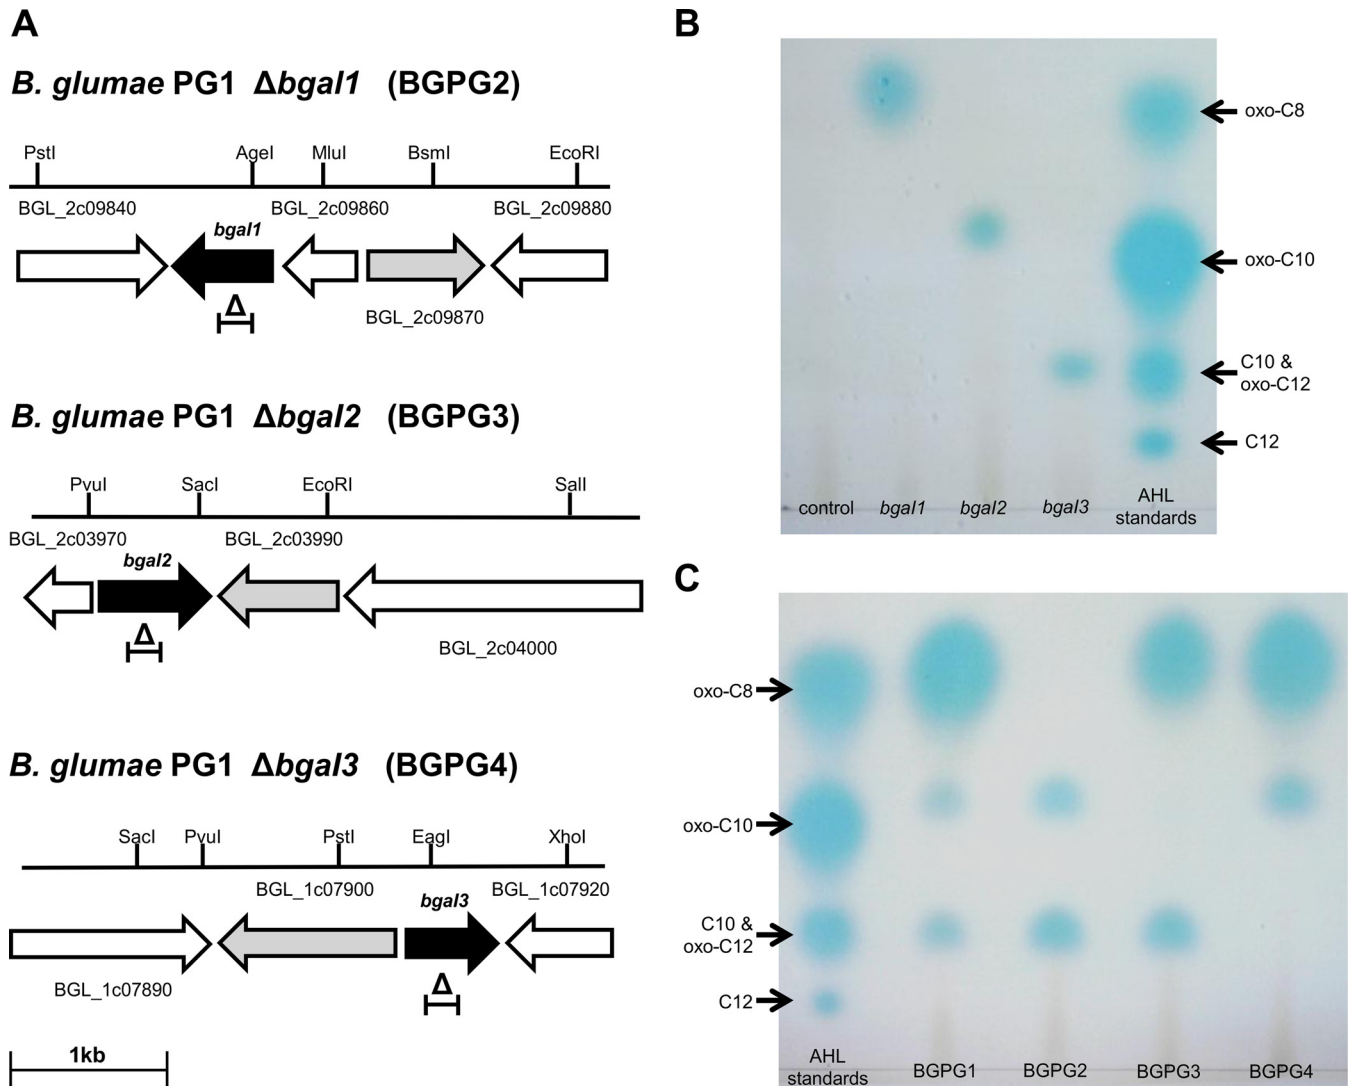 A
B. glumae PG1 Δbgal1 (BGPG2)
PstI AgeI MluI BsmI EcoRI
BGL_2c09840 BGL_2c09860 BGL_2c09880
bgal1
Δ
BGL_2c09870
B. glumae PG1 Δbgal2 (BGPG3)
PvuI SacI EcoRI SalI
BGL_2c03970 BGL_2c03990
bgal2
Δ
BGL_2c04000
B. glumae PG1 Δbgal3 (BGPG4)
SacI PvuI PstI EagI XhoI
BGL_1c07900 BGL_1c07920
bgal3
Δ
BGL_1c07890
1kb
B
oxo-C8
oxo-C10
C10 &
oxo-C12
C12
control bgal1 bgal2 bgal3 AHL
standards
C
oxo-C8
oxo-C10
C10 &
oxo-C12
C12
AHL
standards
BGPG1 BGPG2 BGPG3 BGPG4